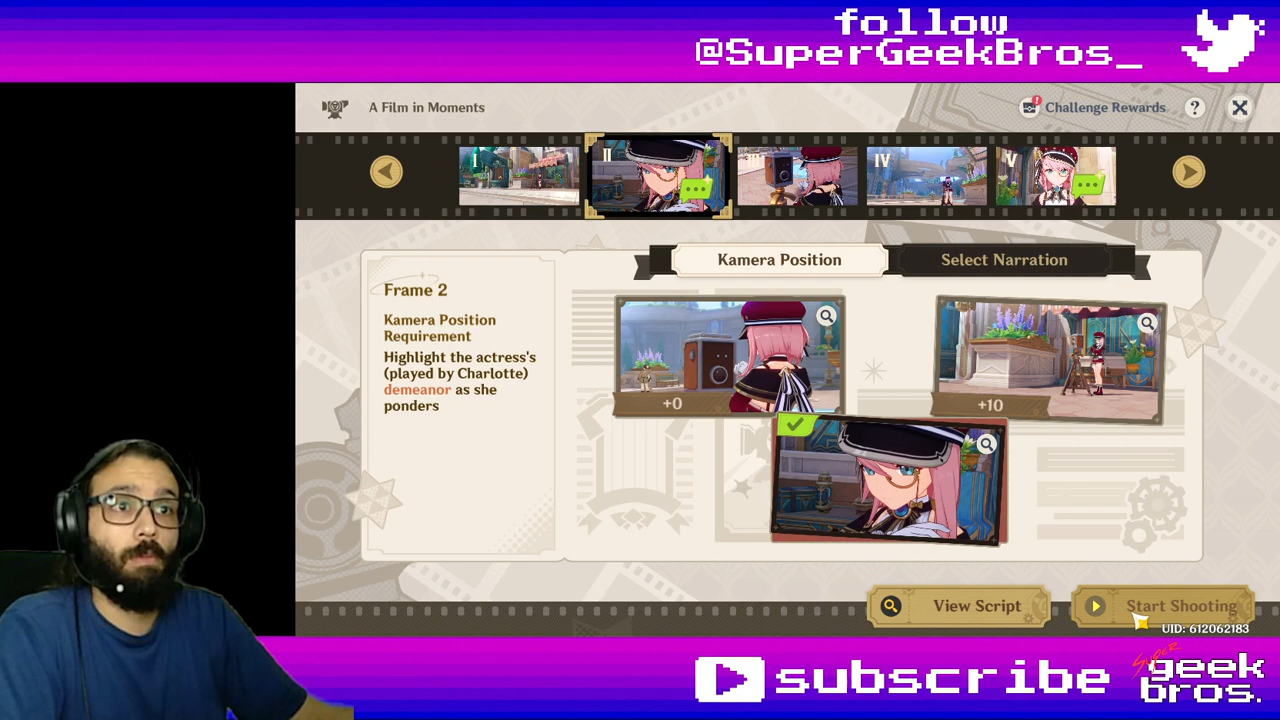 follow
@SuperGeekBros_
A Film in Moments
Challenge Rewards
?
I
II
IV
V
Kamera Position
Select Narration
Frame 2
Kamera Position
Requirement
Highlight the actress's
(played by Charlotte)
demeanor as she
ponders
+0
+10
View Script
Start Shooting
UID: 612062183
subscribe
Super
geek
bros.